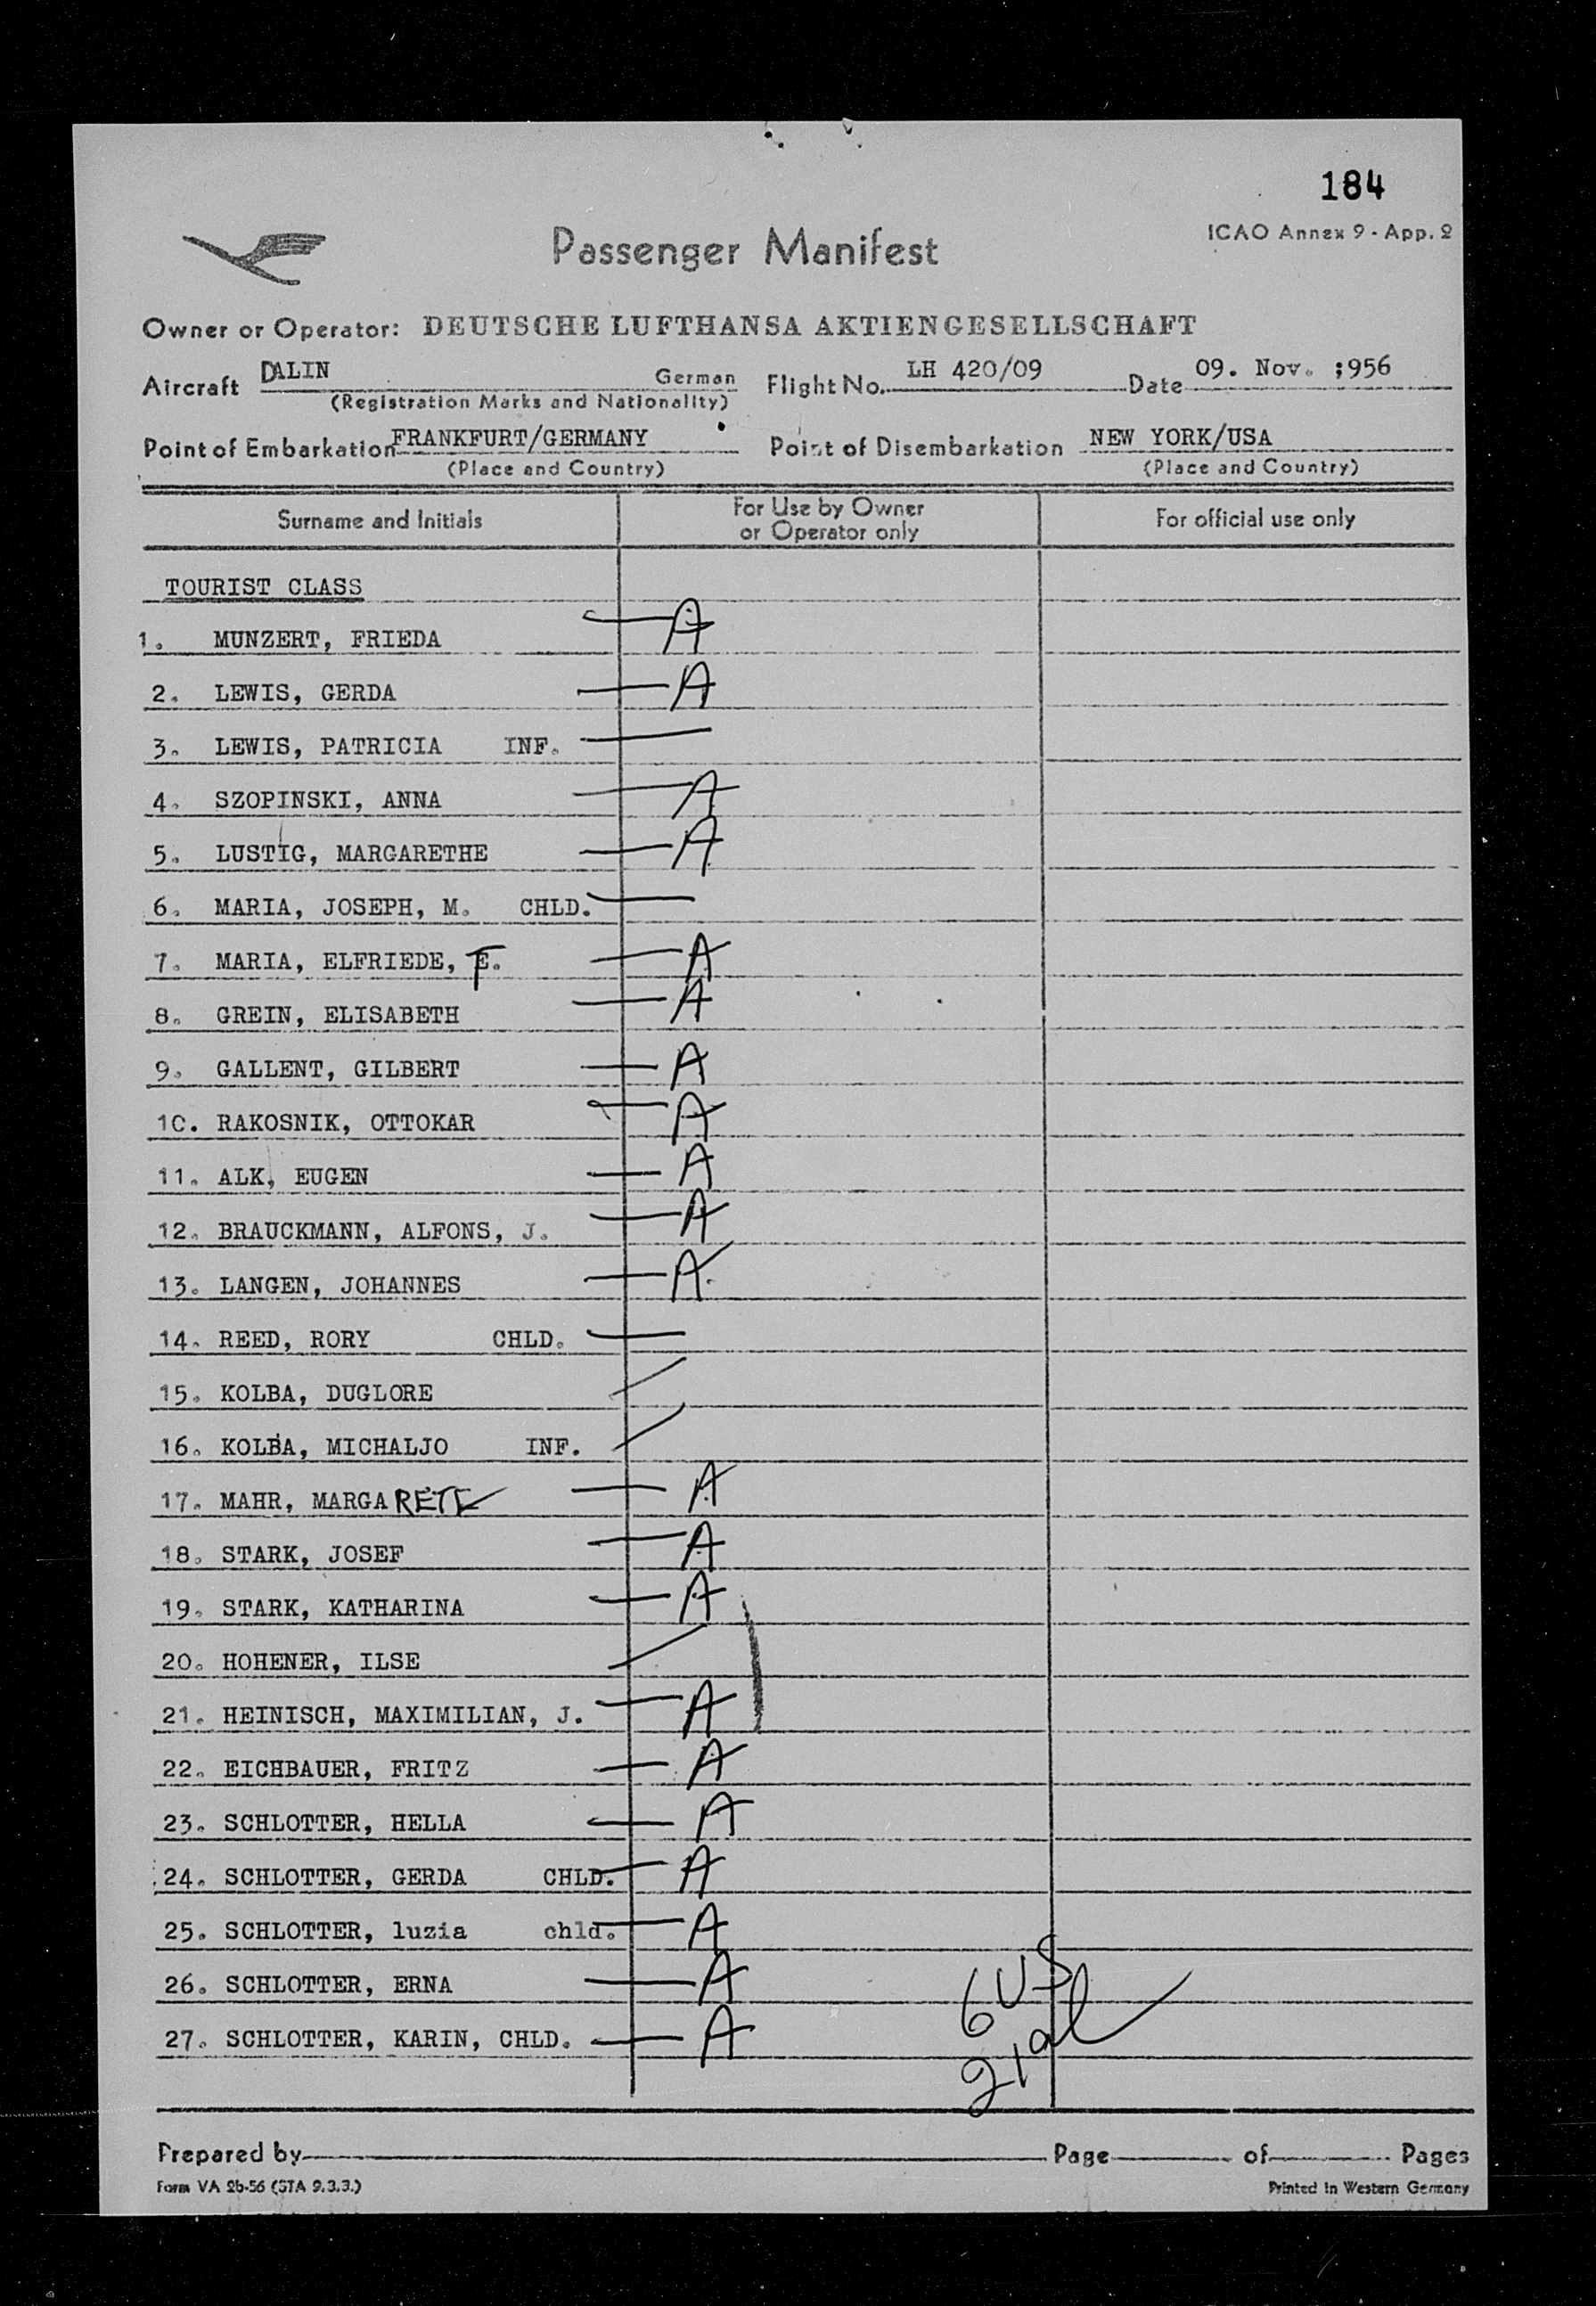 184
ICAO Annex 9 - App. 2
Passenger Manifest
Owner or Operator: DEUTSCHE LUFTHANSA AKTIENGESELLSCHAFT
Aircraft DALIN German Flight No. LH 420/09 Date 09. Nov. ;956
(Registration Marks and Nationality)
Point of Embarkation FRANKFURT/GERMANY Point of Disembarkation NEW YORK/USA
(Place and Country) (Place and Country)
Surname and Initials For Use by Owner or Operator only For official use only
TOURIST CLASS
1. MUNZERT, FRIEDA A
2. LEWIS, GERDA A
3. LEWIS, PATRICIA INF.
4. SZOPINSKI, ANNA A
5. LUSTIG, MARGARETHE A
6. MARIA, JOSEPH, M. CHLD.
7. MARIA, ELFRIEDE, F. A
8. GREIN, ELISABETH A
9. GALLENT, GILBERT A
10. RAKOSNIK, OTTOKAR A
11. ALK, EUGEN A
12. BRAUCKMANN, ALFONS, J. A
13. LANGEN, JOHANNES A
14. REED, RORY CHLD.
15. KOLBA, DUGLORE
16. KOLBA, MICHALJO INF.
17. MAHR, MARGARETE A
18. STARK, JOSEF A
19. STARK, KATHARINA A
20. HOHENER, ILSE
21. HEINISCH, MAXIMILIAN, J. A
22. EICHBAUER, FRITZ A
23. SCHLOTTER, HELLA A
24. SCHLOTTER, GERDA CHLD. A
25. SCHLOTTER, luzia chld. A
26. SCHLOTTER, ERNA A
6 US
27. SCHLOTTER, KARIN, CHLD. A
21 al
Prepared by Page of Pages
Form VA 2b-56 (STA 9.3.3.) Printed in Western Germany